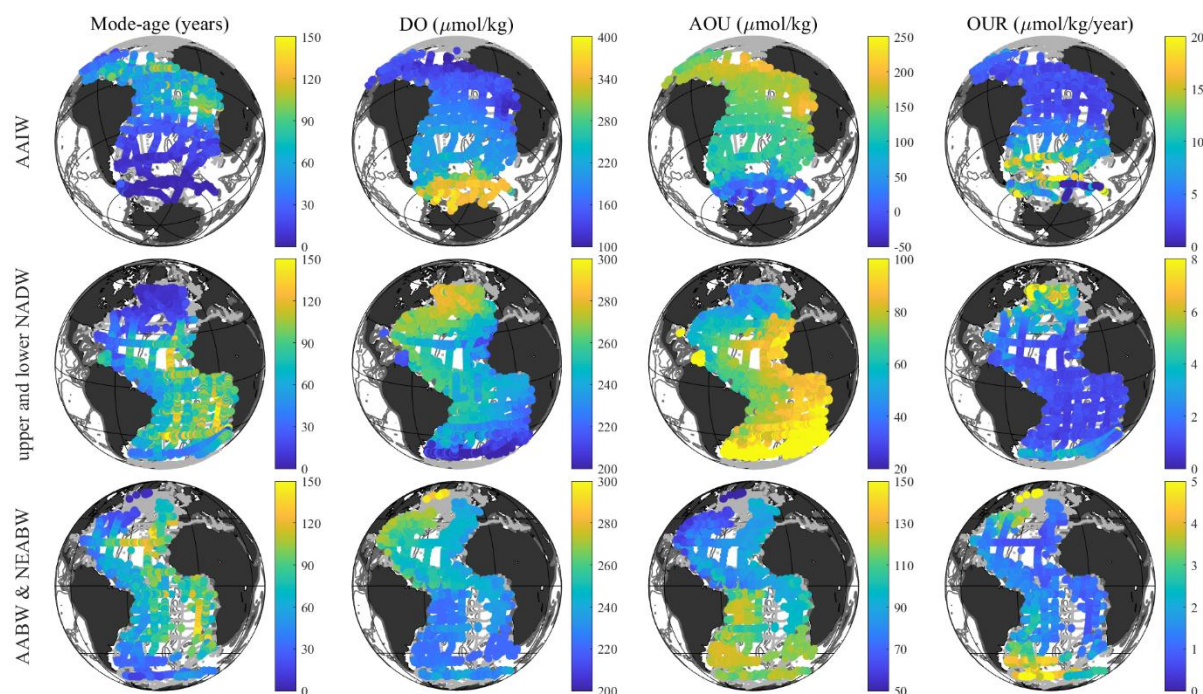 Mode-age (years) DO (μmol/kg) AOU (μmol/kg) OUR (μmol/kg/year)
AAIW
150 120 90 60 30 0
400 340 280 220 160 100
250 200 150 100 50 0 -50
20 15 10 5 0
upper and lower NADW
150 120 90 60 30 0
300 280 260 240 220 200
100 80 60 40 20
8 6 4 2 0
AABW & NEABW
150 120 90 60 30 0
300 280 260 240 220 200
150 130 110 90 70 50
5 4 3 2 1 0